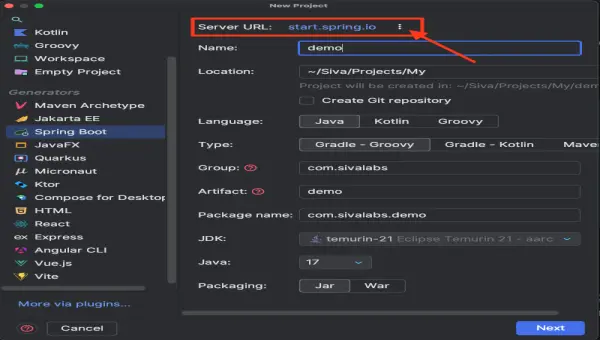 New Project
Kotlin
Groovy
Workspace
Empty Project
Generators
Maven Archetype
Jakarta EE
Spring Boot
JavaFX
Quarkus
Micronaut
Ktor
Compose for Desktop
HTML
React
Express
Angular CLI
Vue.js
Vite
More via plugins...
? Cancel
Server URL: start.spring.io
Name: demo
Location: ~/Siva/Projects/My
Project will be created in: ~/Siva/Projects/My/dem
Create Git repository
Language: Java Kotlin Groovy
Type: Gradle - Groovy Gradle - Kotlin Mave
Group: ? com.sivalabs
Artifact: ? demo
Package name: com.sivalabs.demo
JDK: temurin-21 Eclipse Temurin 21 - aarc
Java: 17
Packaging: Jar War
Next